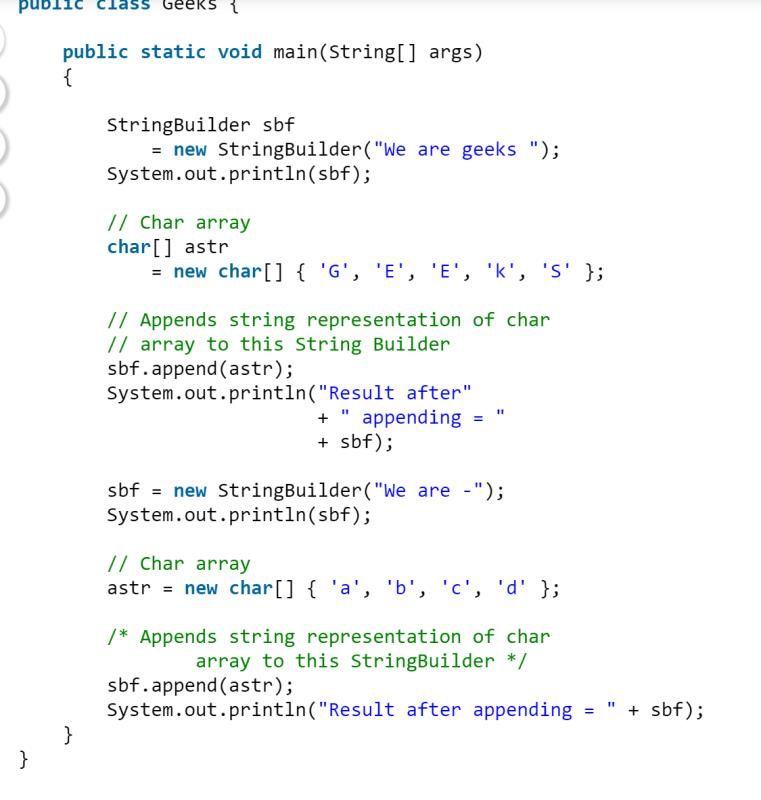 public class Geeks {
public static void main(String[] args)
{
StringBuilder sbf
= new StringBuilder("We are geeks ");
System.out.println(sbf);
// Char array
char[] astr
= new char[] { 'G', 'E', 'E', 'k', 'S' };
// Appends string representation of char
// array to this String Builder
sbf.append(astr);
System.out.println("Result after"
+ " appending = "
+ sbf);
sbf = new StringBuilder("We are -");
System.out.println(sbf);
// Char array
astr = new char[] { 'a', 'b', 'c', 'd' };
/* Appends string representation of char
array to this StringBuilder */
sbf.append(astr);
System.out.println("Result after appending = " + sbf);
}
}